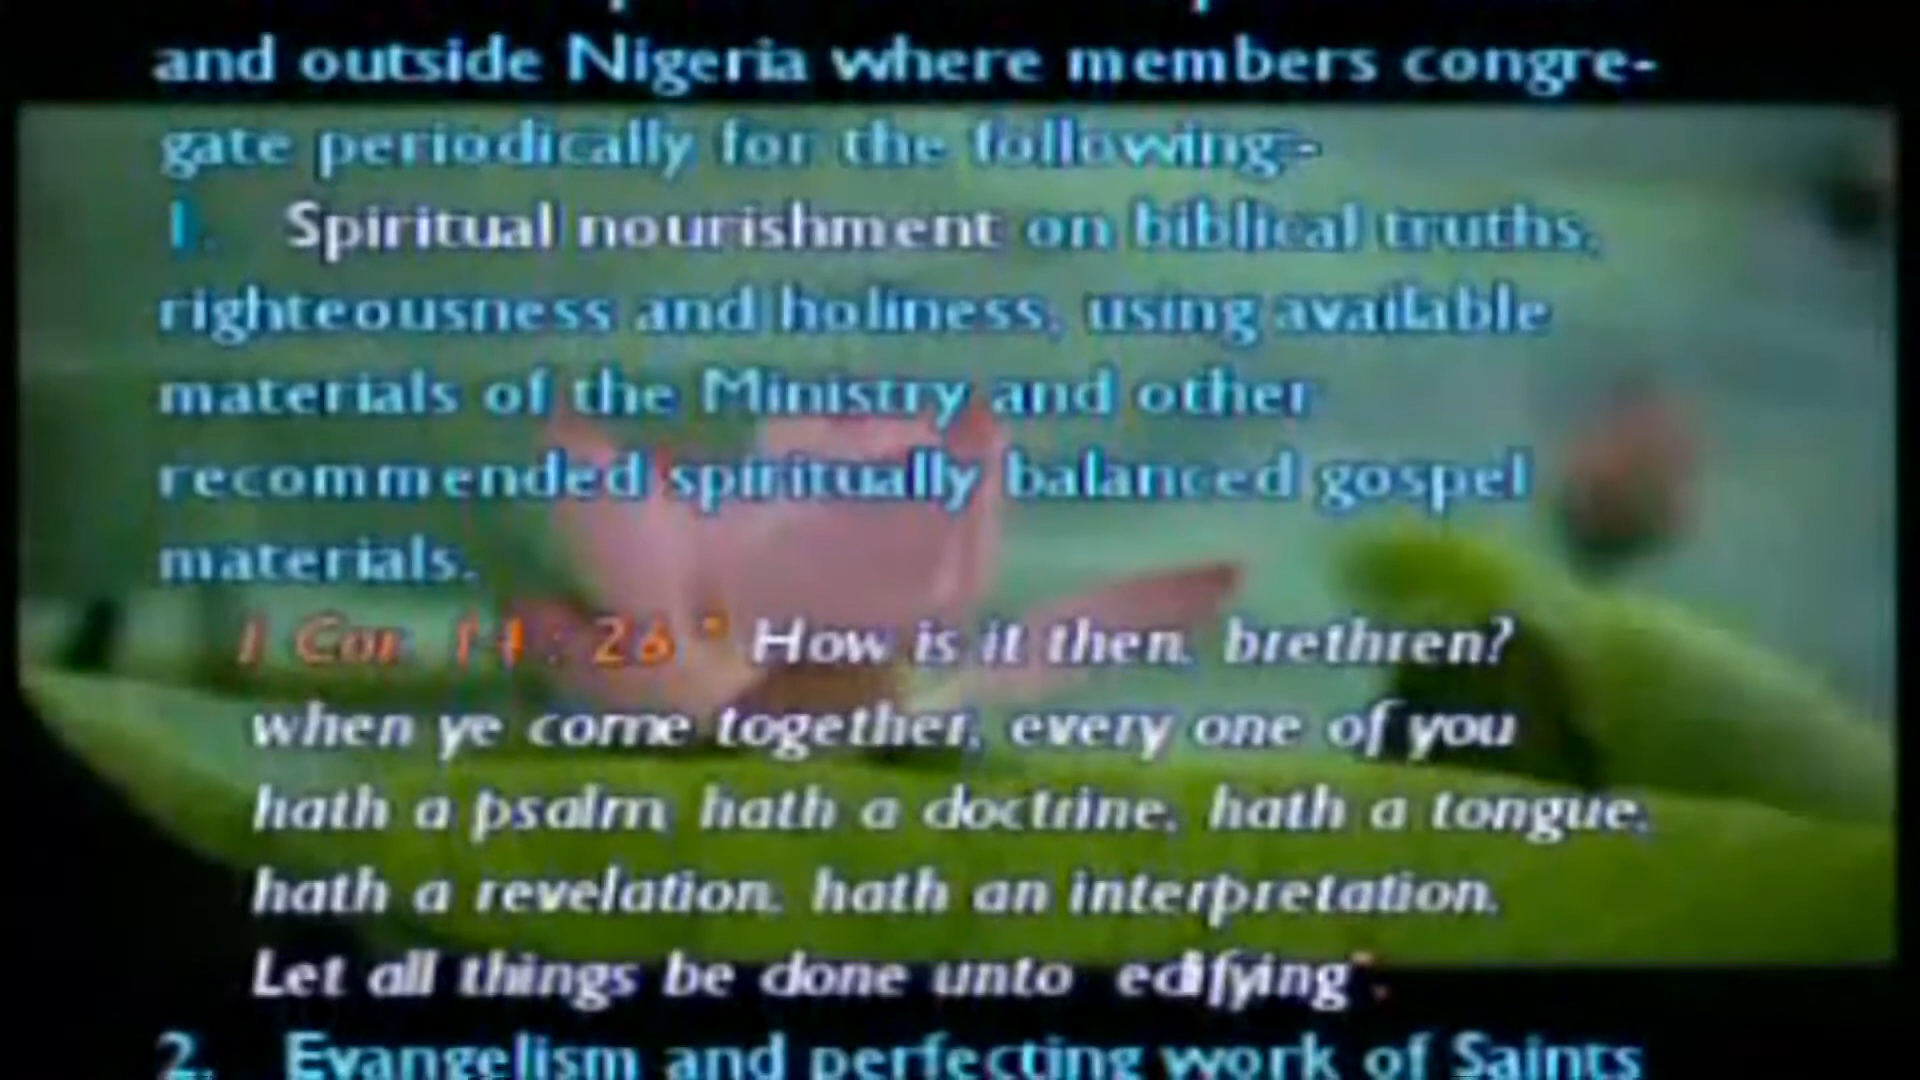 and outside Nigeria where members congre-
gate periodically for the following:-
1. Spiritual nourishment on biblical truths,
righteousness and holiness, using available
materials of the Ministry and other
recommended spiritually balanced gospel
materials.
1 Cor. 14 : 26 " How is it then, brethren?
when ye come together, every one of you
hath a psalm, hath a doctrine, hath a tongue,
hath a revelation, hath an interpretation.
Let all things be done unto edifying".
2. Evangelism and perfecting work of Saints